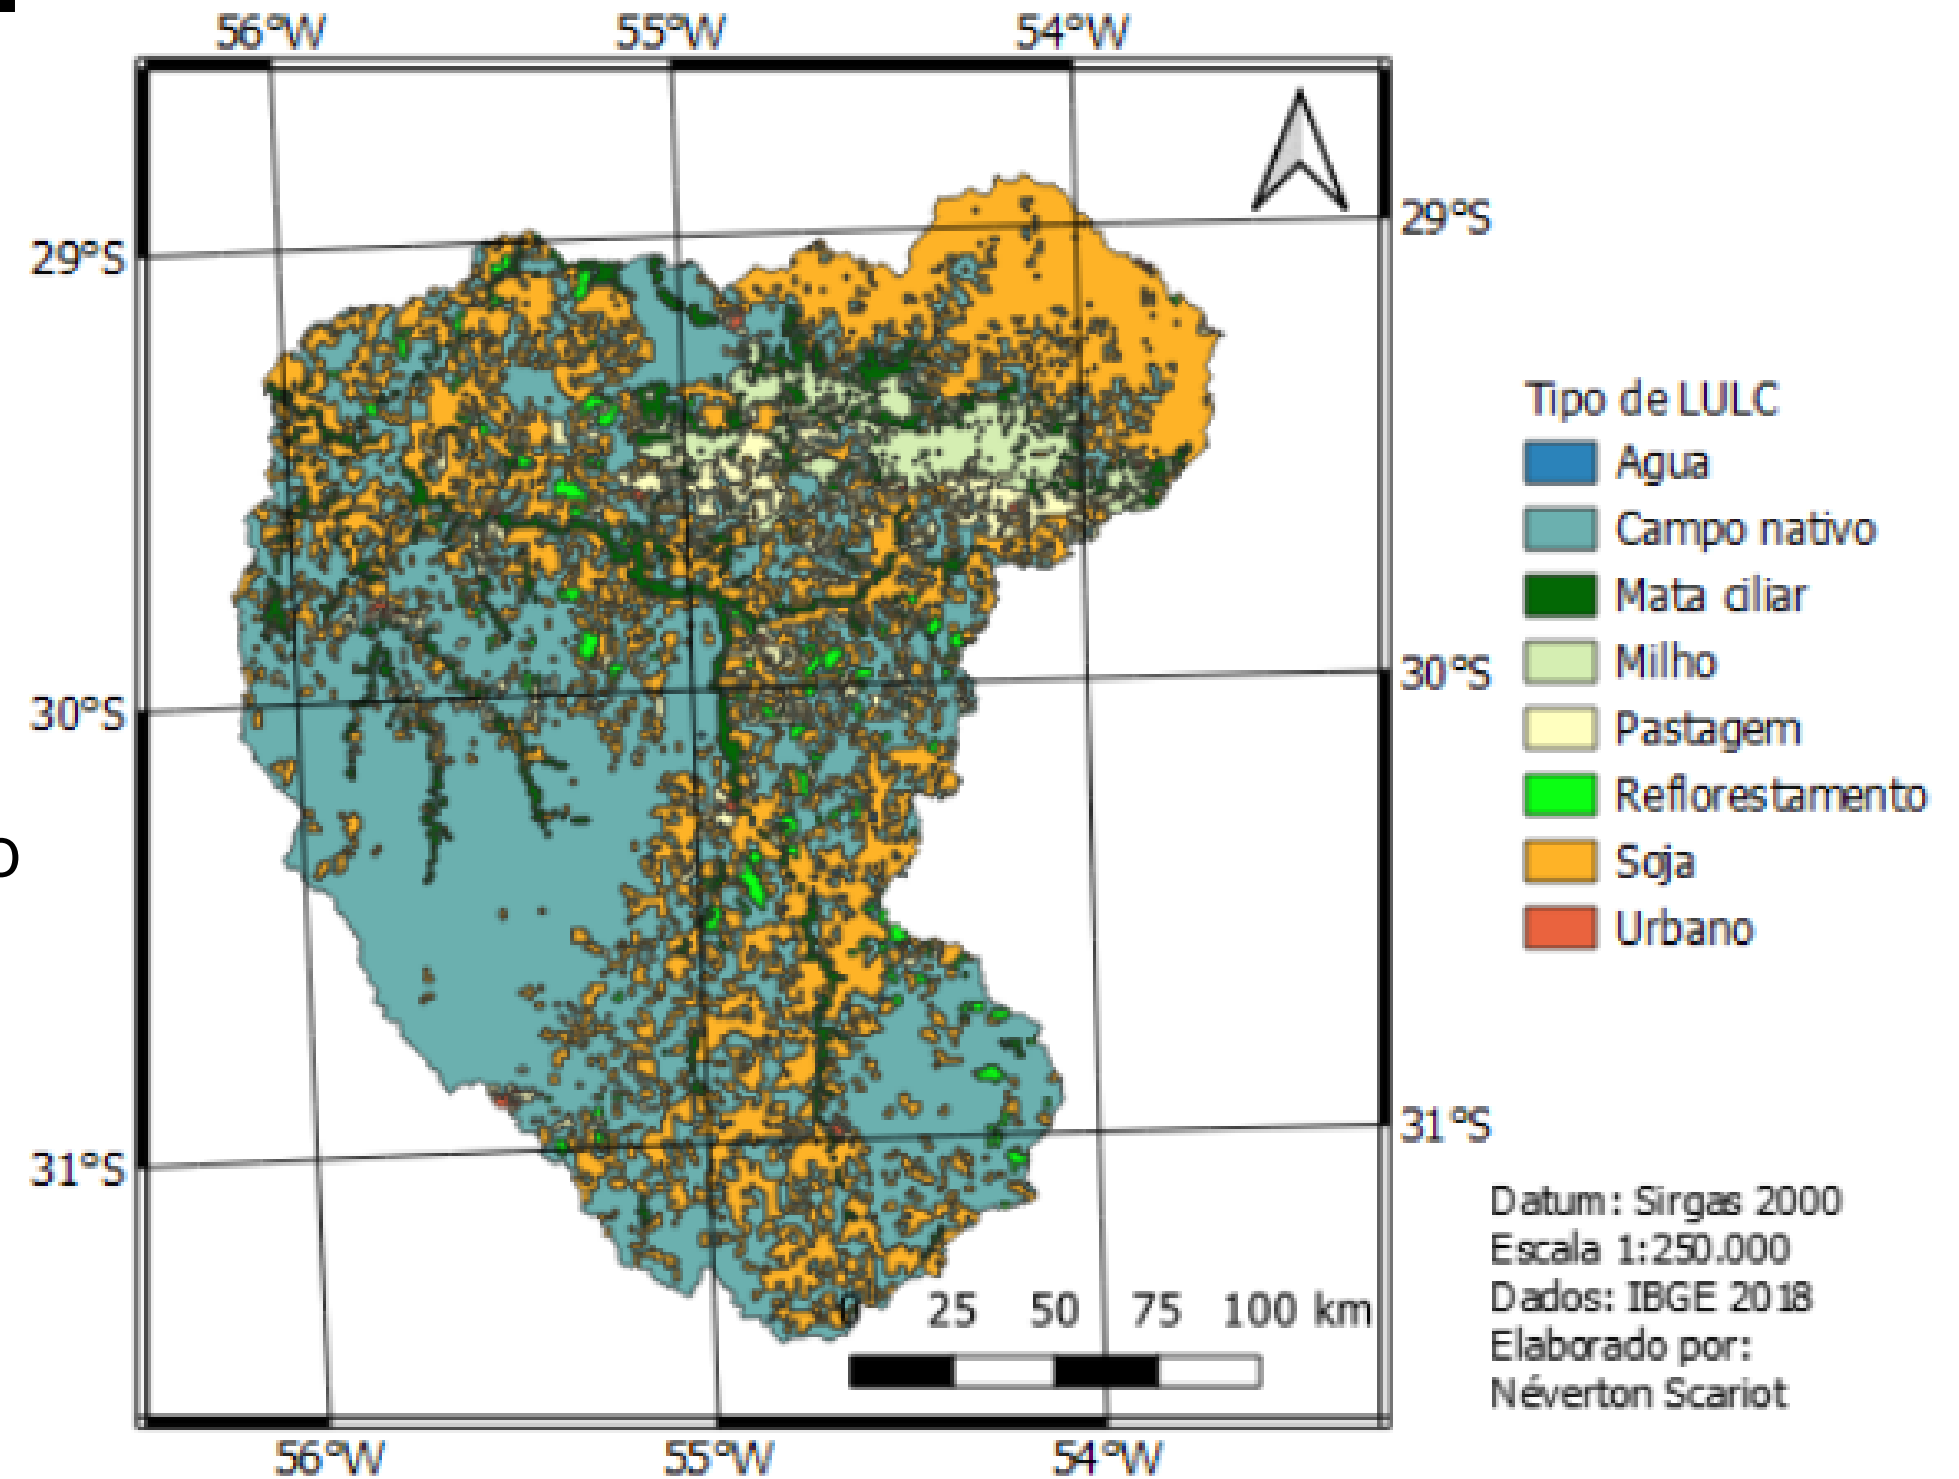 56°W 55°W 54°W
29°S 29°S
30°S 30°S
31°S 31°S
56°W 55°W 54°W
0 25 50 75 100 km
o
Tipo de LULC
Agua
Campo nativo
Mata ciliar
Milho
Pastagem
Reflorestamento
Soja
Urbano
Datum: Sirgas 2000
Escala 1:250.000
Dados: IBGE 2018
Elaborado por:
Néverton Scariot